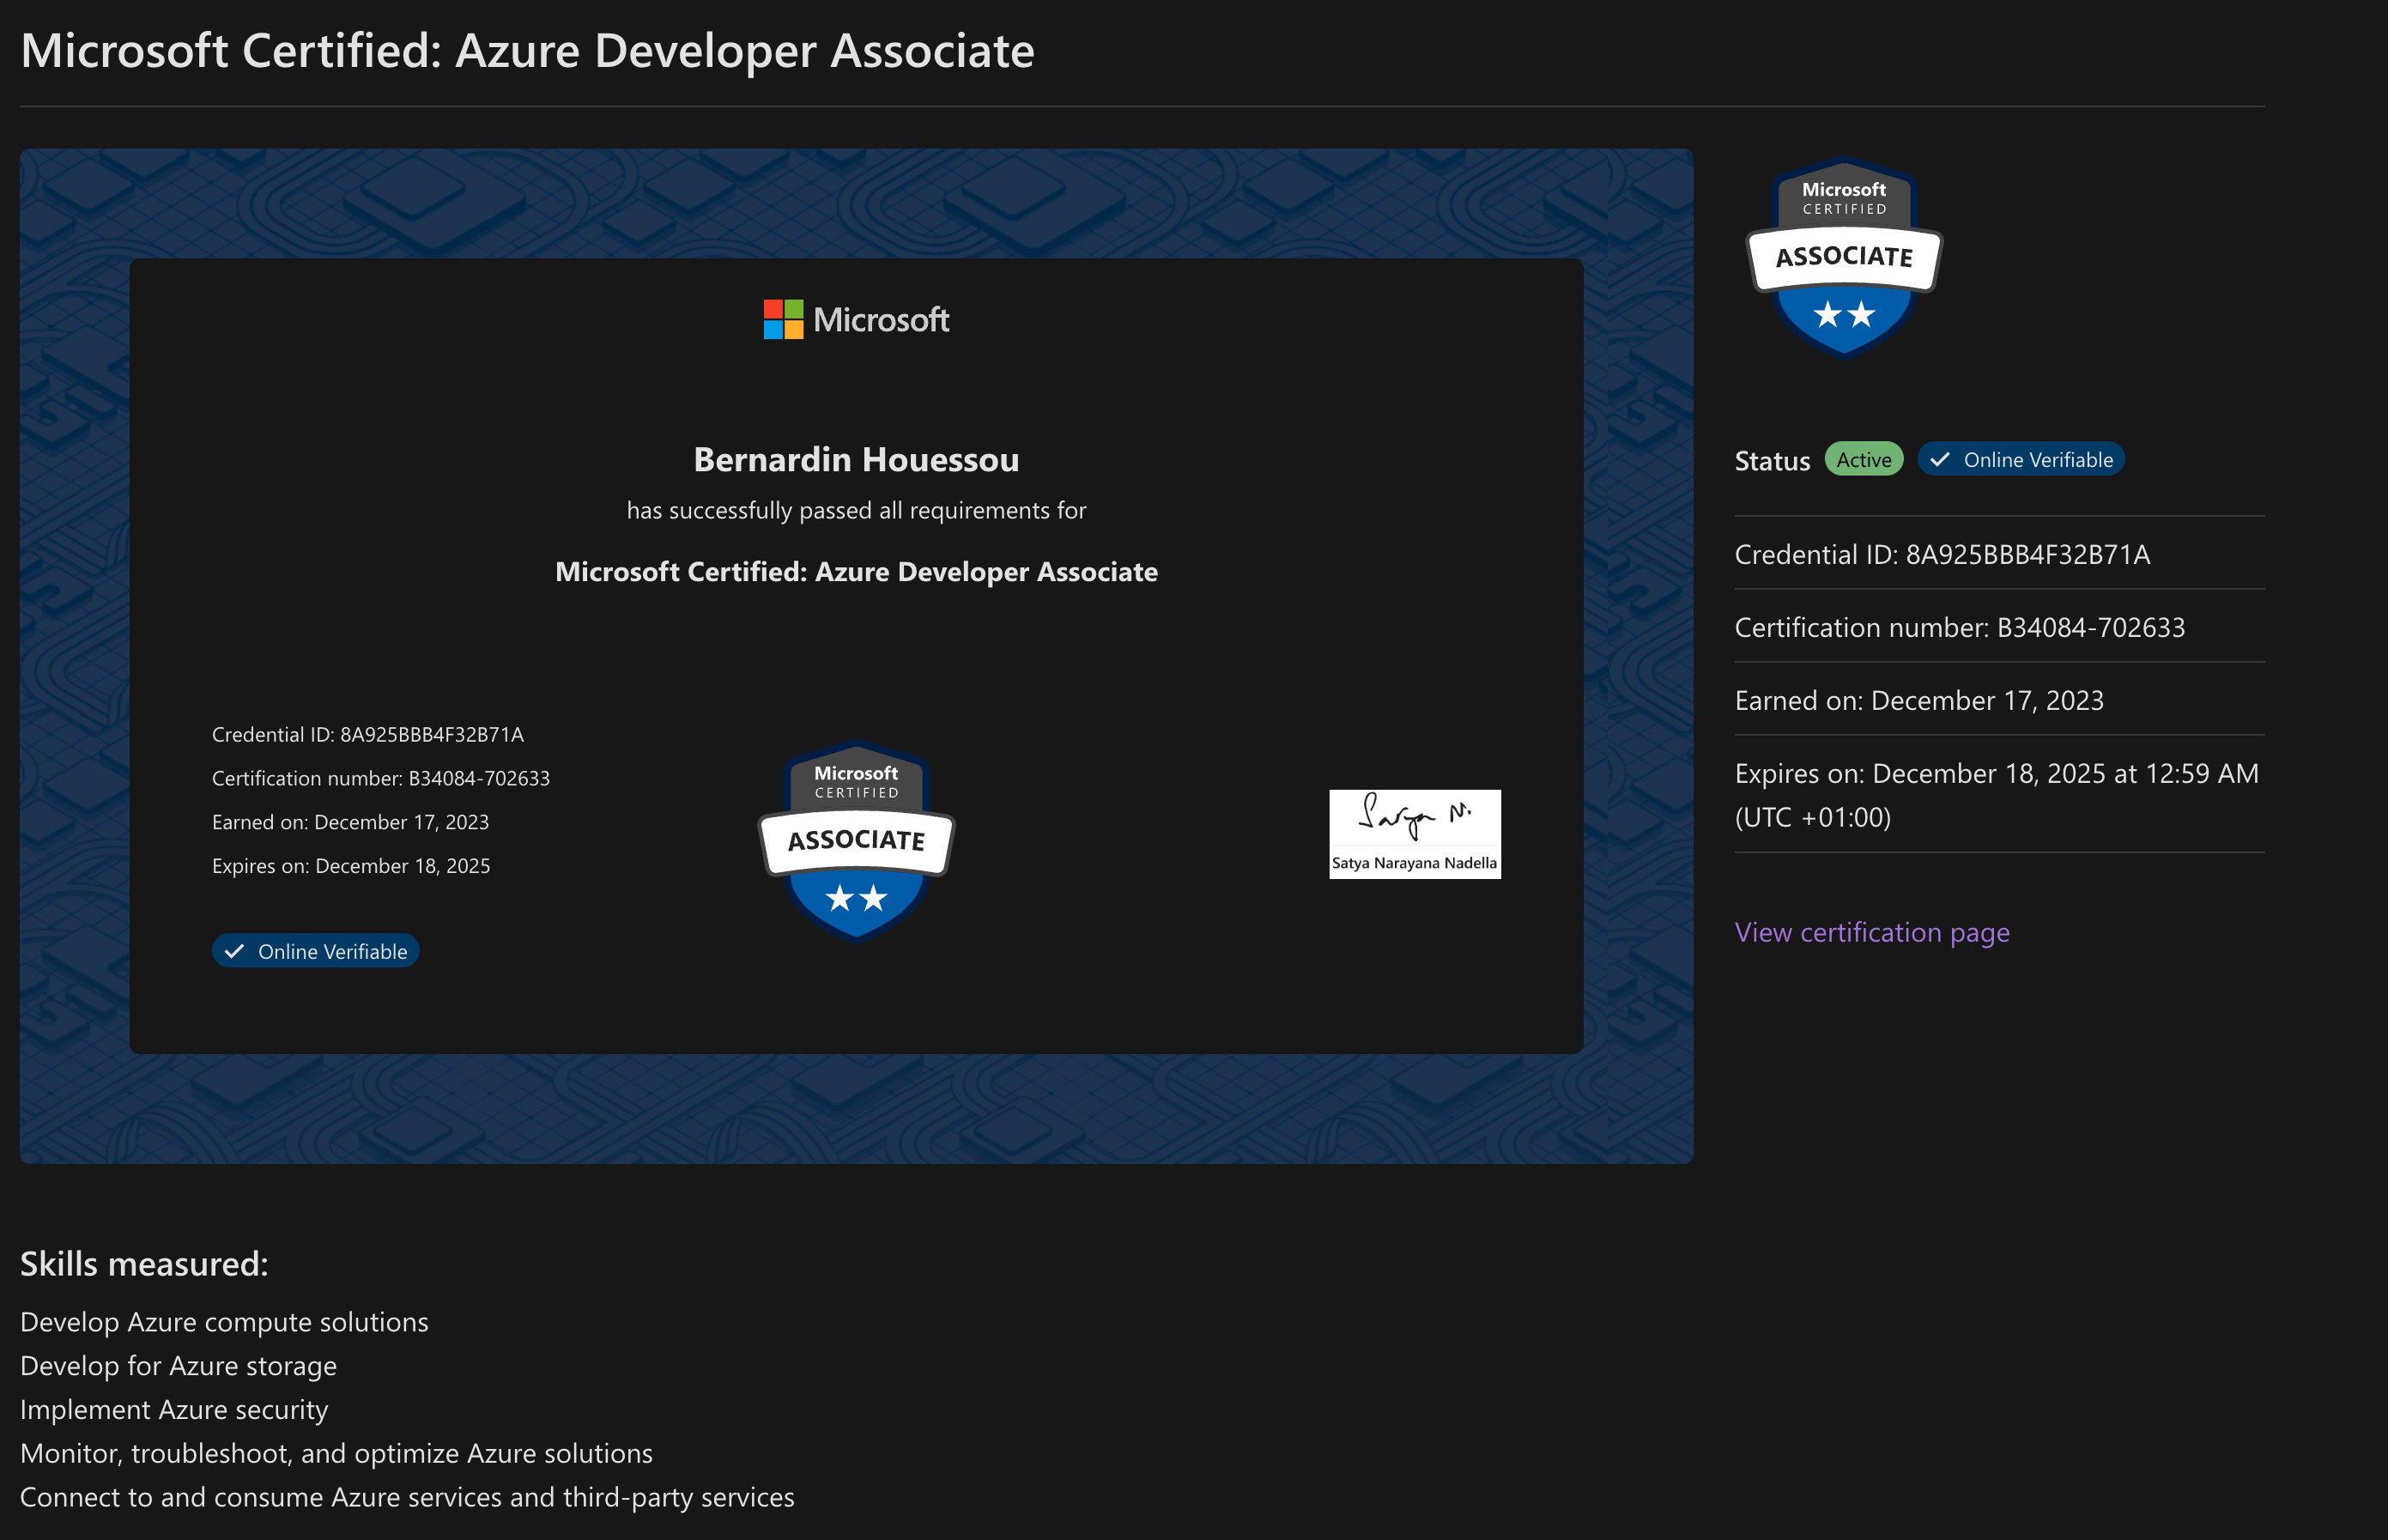 Microsoft Certified: Azure Developer Associate
Microsoft
Bernardin Houessou
has successfully passed all requirements for
Microsoft Certified: Azure Developer Associate
Credential ID: 8A925BBB4F32B71A
Certification number: B34084-702633
Earned on: December 17, 2023
Expires on: December 18, 2025
Online Verifiable
Microsoft
CERTIFIED
ASSOCIATE
Satya N.
Satya Narayana Nadella
Microsoft
CERTIFIED
ASSOCIATE
Status Active Online Verifiable
Credential ID: 8A925BBB4F32B71A
Certification number: B34084-702633
Earned on: December 17, 2023
Expires on: December 18, 2025 at 12:59 AM
(UTC +01:00)
View certification page
Skills measured:
Develop Azure compute solutions
Develop for Azure storage
Implement Azure security
Monitor, troubleshoot, and optimize Azure solutions
Connect to and consume Azure services and third-party services